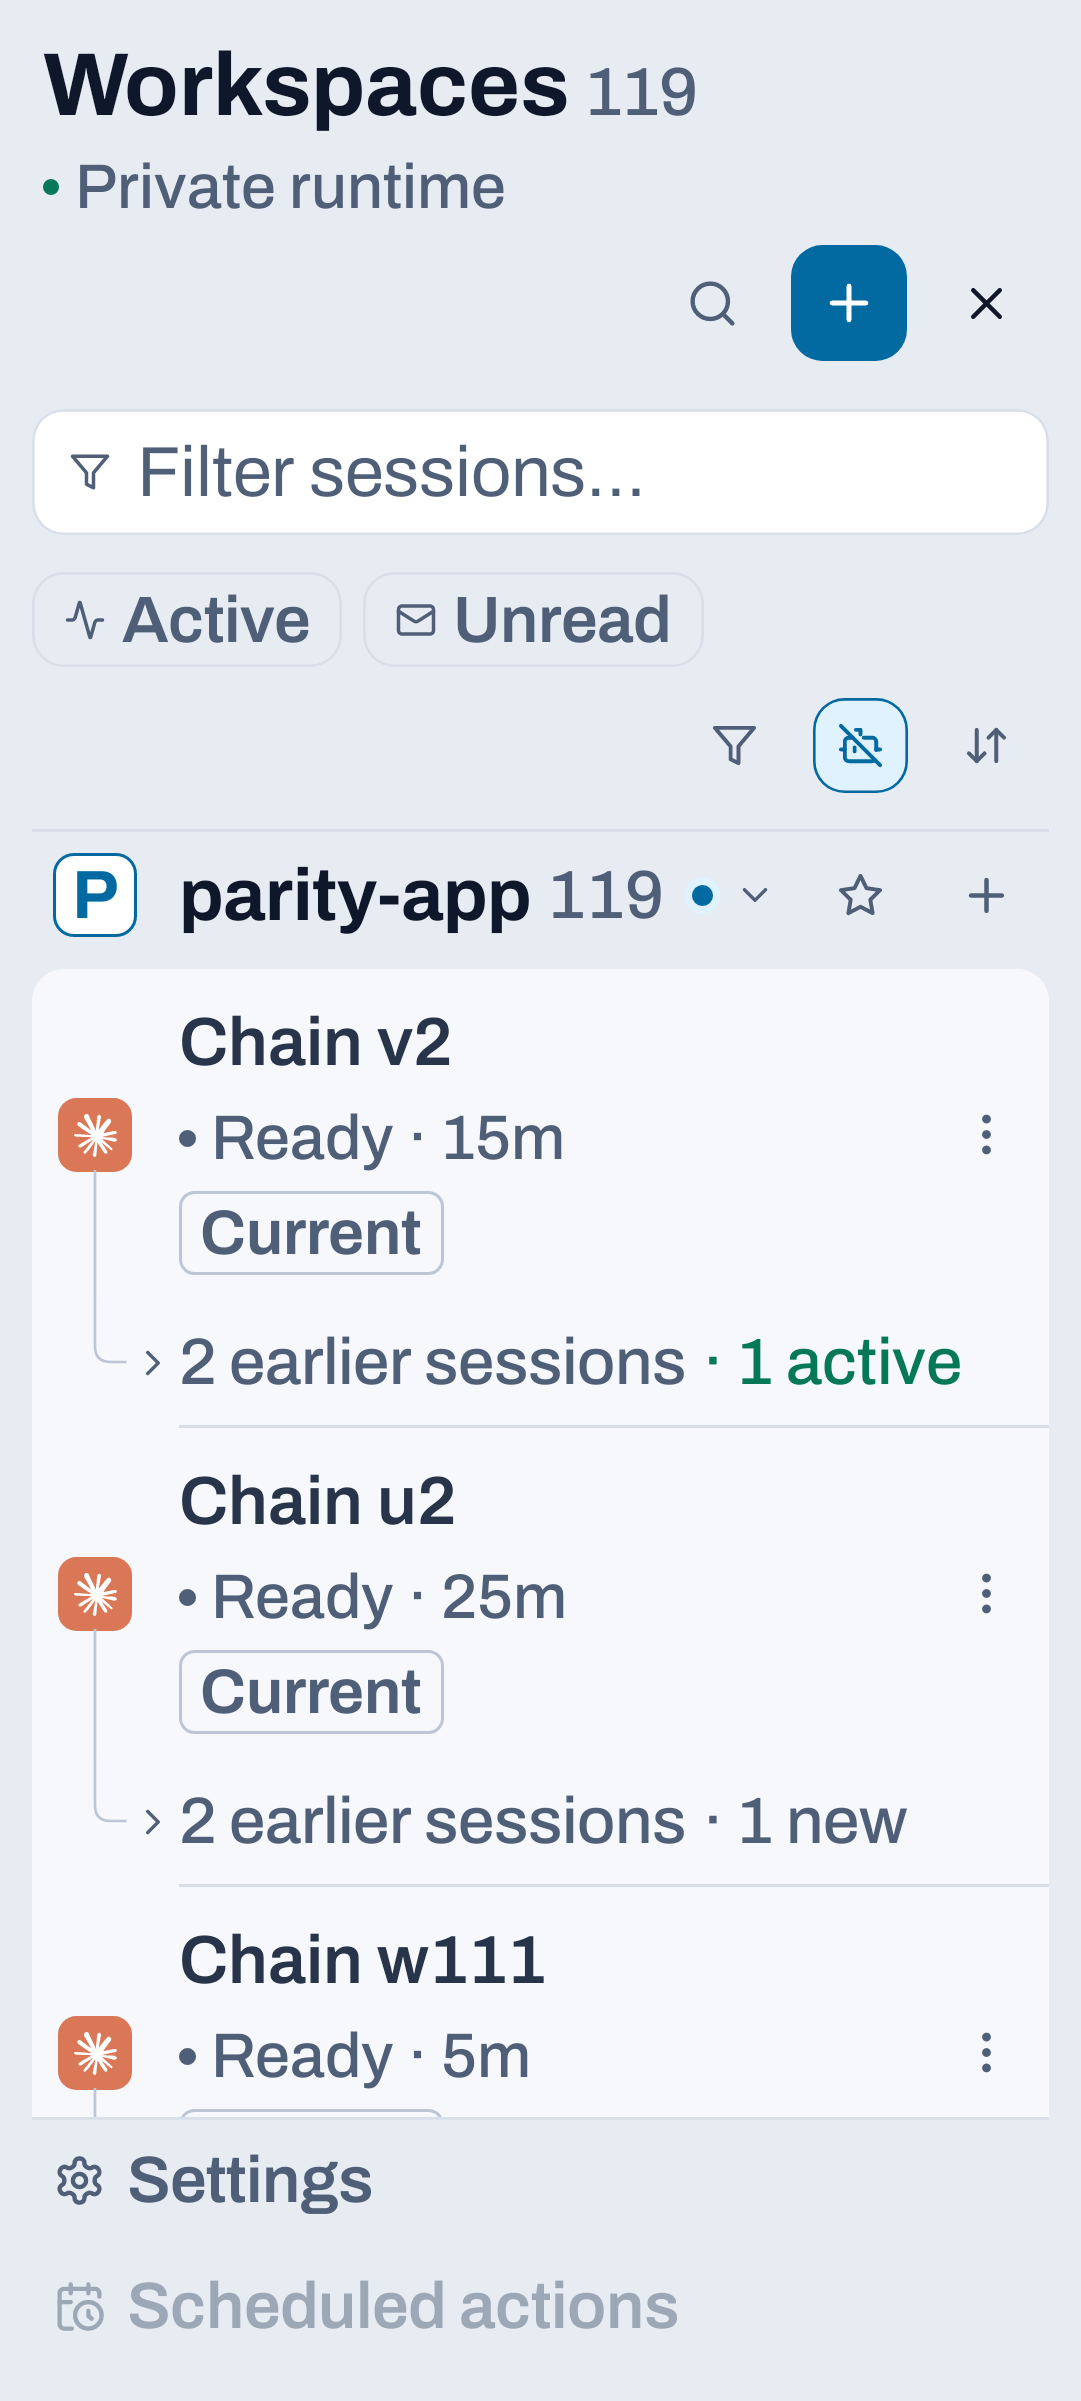 Workspaces 119
• Private runtime
Filter sessions...
Active Unread
P parity-app 119
Chain v2
• Ready · 15m
Current
2 earlier sessions · 1 active
Chain u2
• Ready · 25m
Current
2 earlier sessions · 1 new
Chain w111
• Ready · 5m
Settings
Scheduled actions